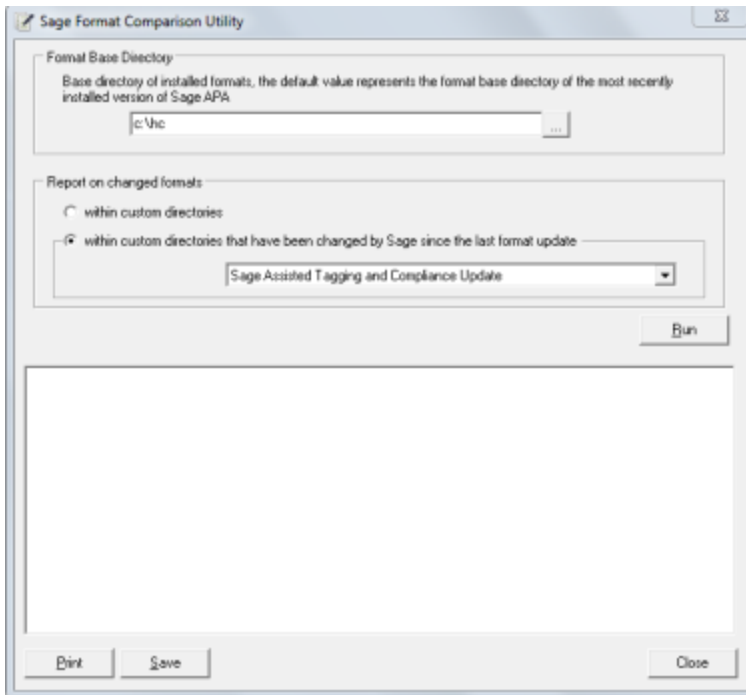 Sage Format Comparison Utility
Format Base Directory
Base directory of installed formats, the default value represents the format base directory of the most recently
installed version of Sage APA
c:\hc
...
Report on changed formats
within custom directories
within custom directories that have been changed by Sage since the last format update
Sage Assisted Tagging and Compliance Update
Run
Print
Save
Close